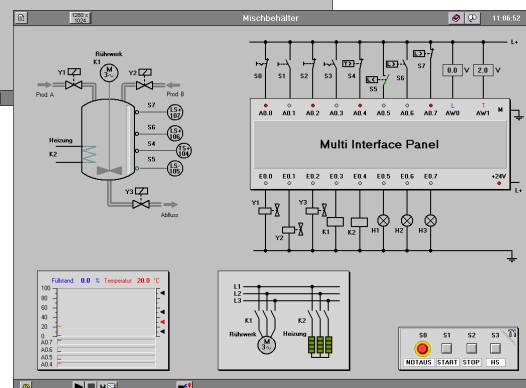 1280 x
1024
Mischbehälter
11:06:52
L+
Rührwerk
K1
M
3~
Y1
Y2
Prod. A
Prod. B
S7
LS+
107
S6
LS+
106
S4
TS+
104
S5
LS-
105
Heizung
K2
Y3
Abfluss
S0 S1 S2 S3 S4 S5 S6 S7
0.0 V 2.0 V
A0.0 A0.1 A0.2 A0.3 A0.4 A0.5 A0.6 A0.7 AW0 AW1 M
Multi Interface Panel
E0.0 E0.1 E0.2 E0.3 E0.4 E0.5 E0.6 E0.7 +24V
L+
Y1 Y2 Y3 K1 K2 H1 H2 H3
Füllstand: 0.0 % Temperatur: 20.0 °C
100
80
60
40
20
0
A0.7
A0.6
A0.5
A0.4
L1
L2
L3
K1 K2
Rührwerk Heizung
M
3~
S0 S1 S2 S3
NOTAUS START STOP HS